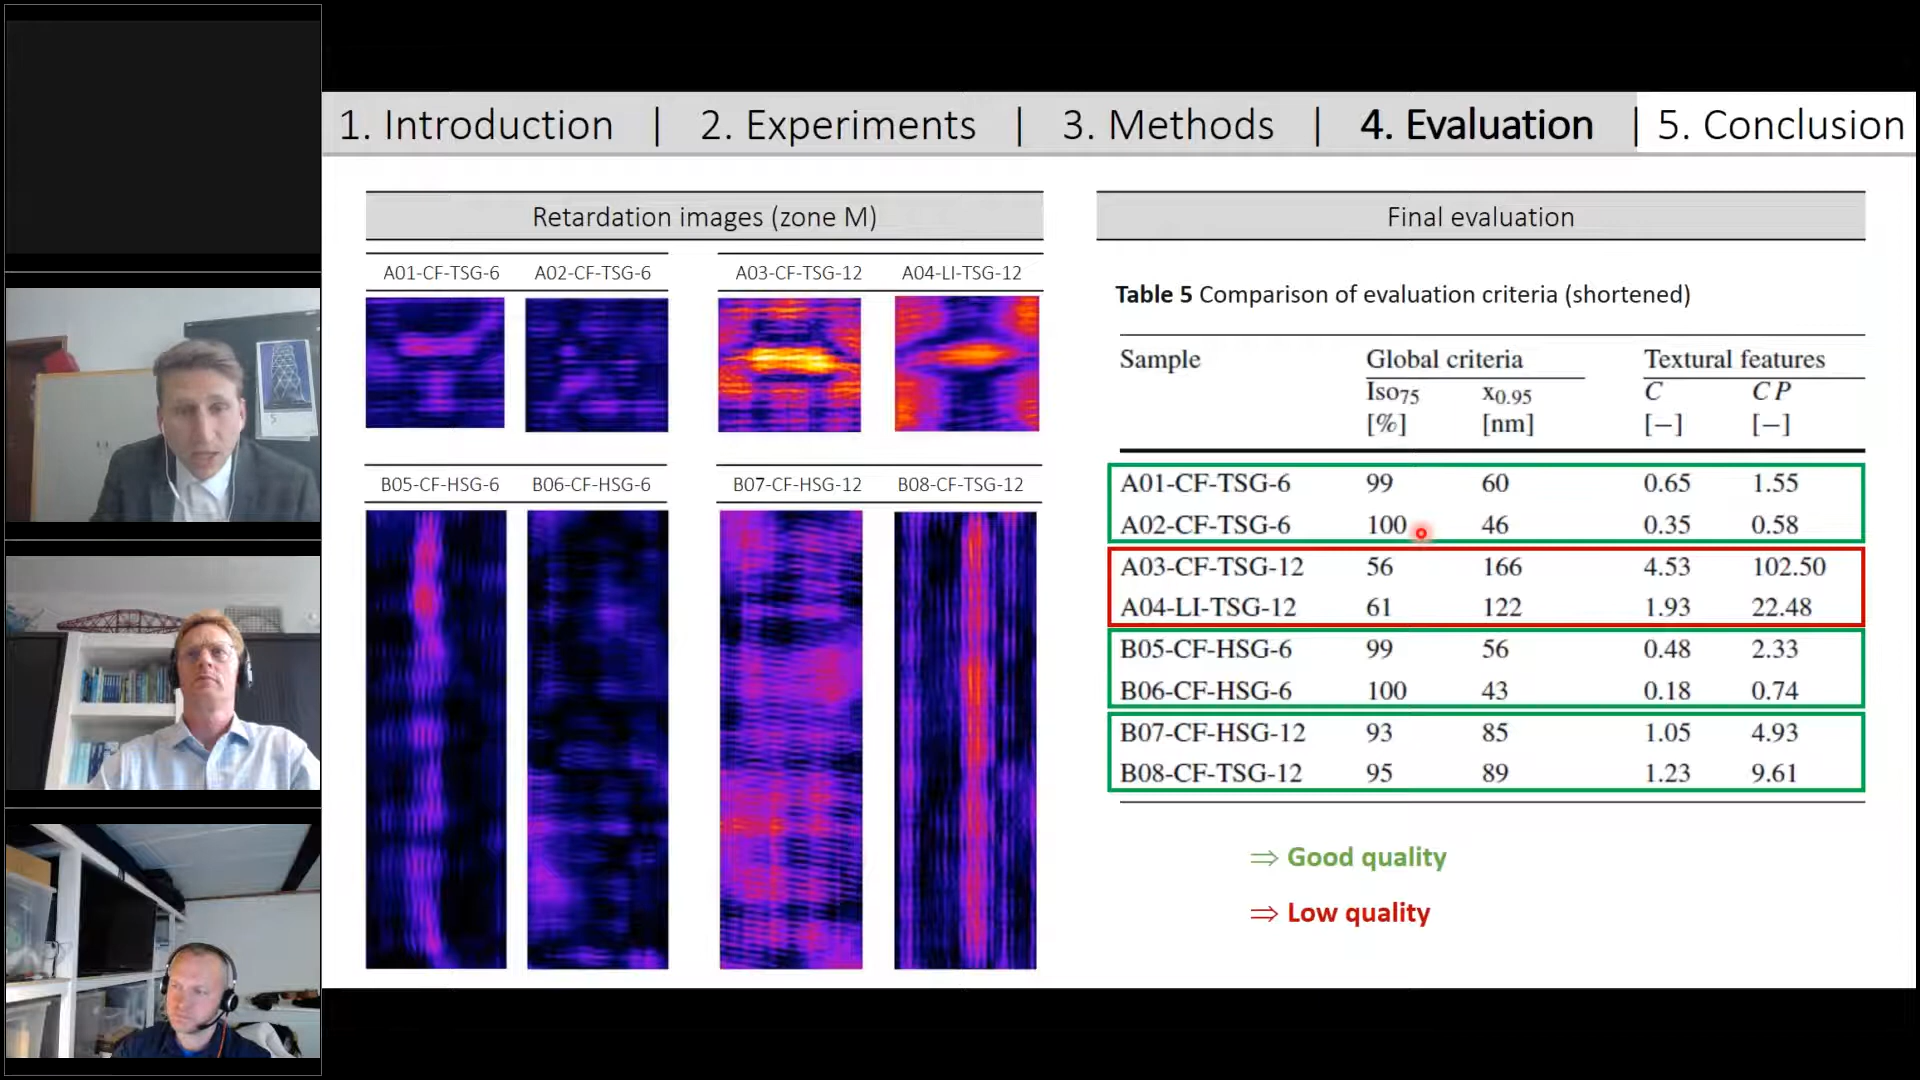 1. Introduction | 2. Experiments | 3. Methods | 4. Evaluation | 5. Conclusion
Retardation images (zone M)
A01-CF-TSG-6 A02-CF-TSG-6 A03-CF-TSG-12 A04-LI-TSG-12
B05-CF-HSG-6 B06-CF-HSG-6 B07-CF-HSG-12 B08-CF-TSG-12
Final evaluation
Table 5 Comparison of evaluation criteria (shortened)
Sample Global criteria Textural features
Iso75 x0.95 C CP
[%] [nm] [−] [−]
A01-CF-TSG-6 99 60 0.65 1.55
A02-CF-TSG-6 100 46 0.35 0.58
A03-CF-TSG-12 56 166 4.53 102.50
A04-LI-TSG-12 61 122 1.93 22.48
B05-CF-HSG-6 99 56 0.48 2.33
B06-CF-HSG-6 100 43 0.18 0.74
B07-CF-HSG-12 93 85 1.05 4.93
B08-CF-TSG-12 95 89 1.23 9.61
⇒ Good quality
⇒ Low quality
5